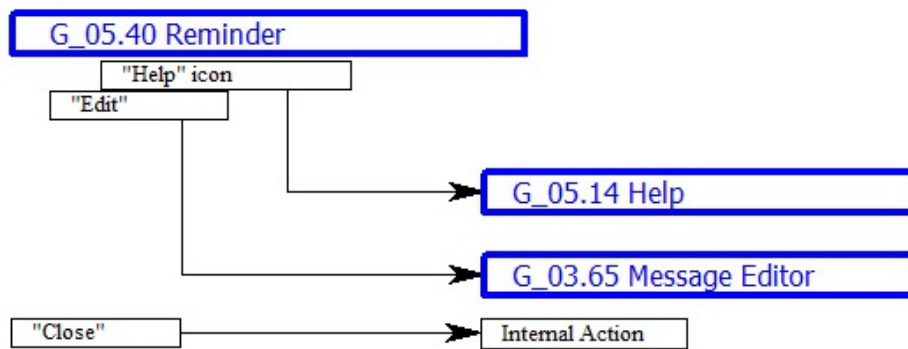 G_05.40 Reminder
"Help" icon
"Edit"
G_05.14 Help
G_03.65 Message Editor
"Close"
Internal Action